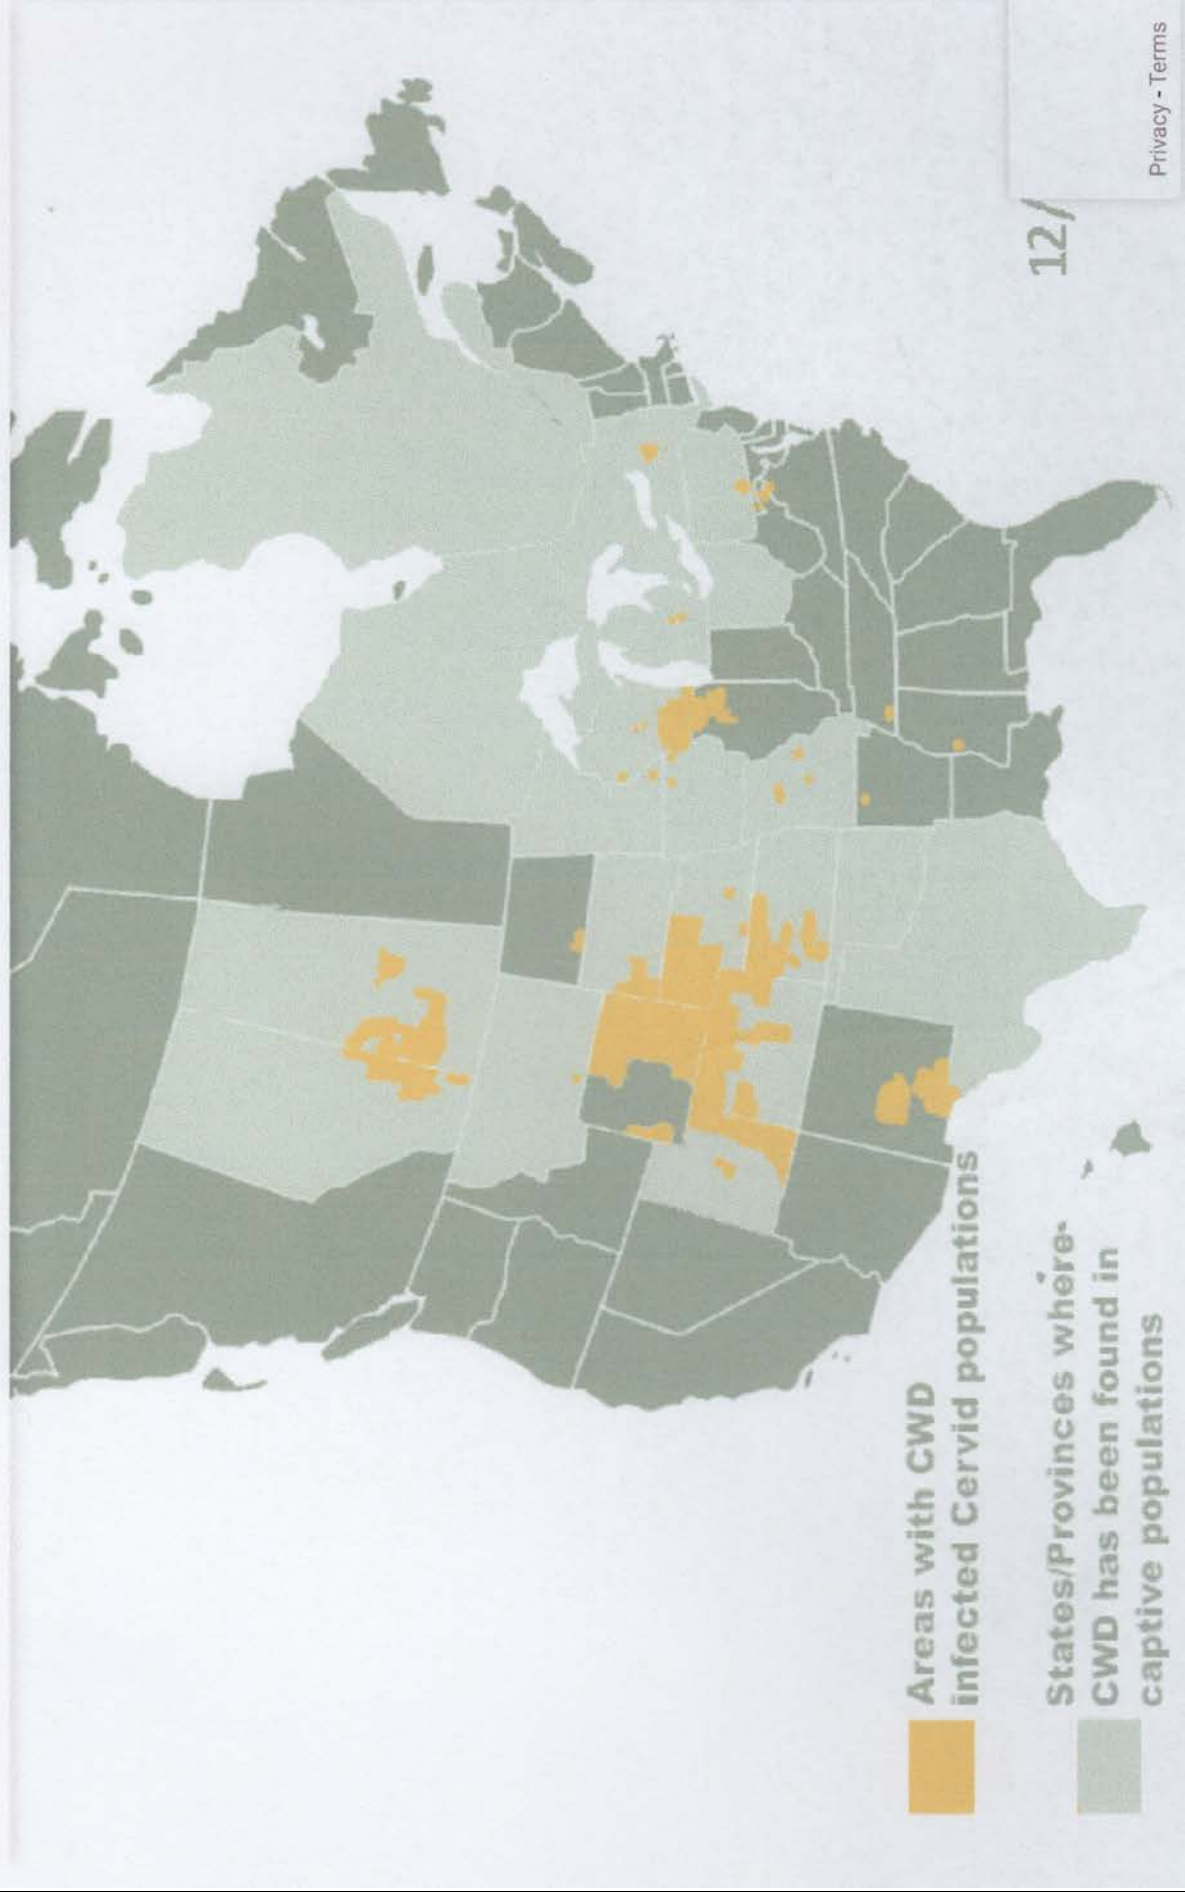 Areas with CWD
infected Cervid populations
States/Provinces where-
CWD has been found in
captive populations
12/
Privacy - Terms